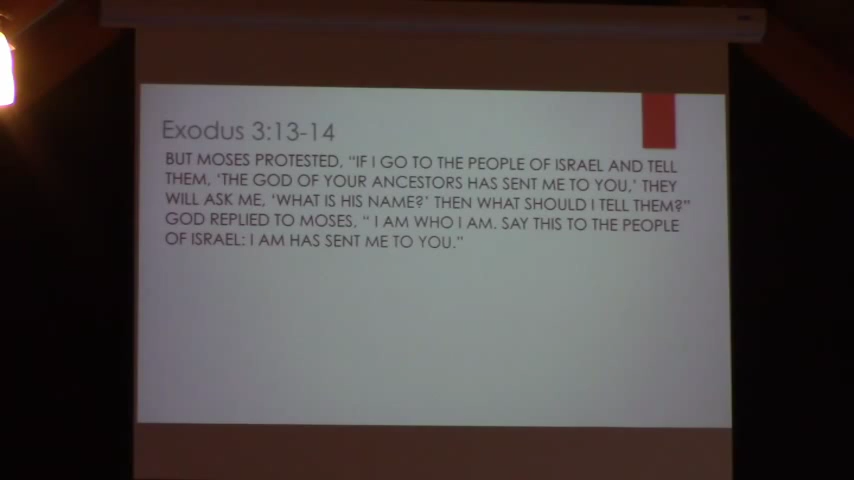 Exodus 3:13-14
BUT MOSES PROTESTED, “IF I GO TO THE PEOPLE OF ISRAEL AND TELL
THEM, ‘THE GOD OF YOUR ANCESTORS HAS SENT ME TO YOU,’ THEY
WILL ASK ME, ‘WHAT IS HIS NAME?’ THEN WHAT SHOULD I TELL THEM?”
GOD REPLIED TO MOSES, “ I AM WHO I AM. SAY THIS TO THE PEOPLE
OF ISRAEL: I AM HAS SENT ME TO YOU.”